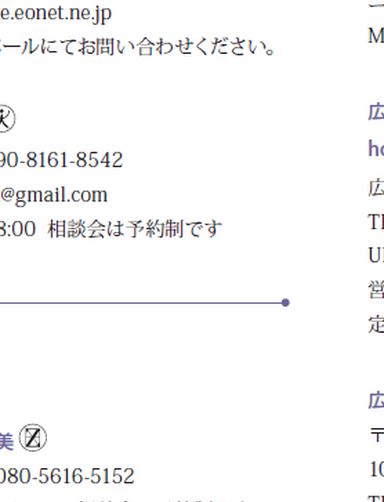 e.eonet.ne.jp
ールにてお問い合わせください。
90-8161-8542
@gmail.com
8:00 相談会は予約制です
美 Z
080-5616-5152
M
広
ho
広
営
定
広
〒
10